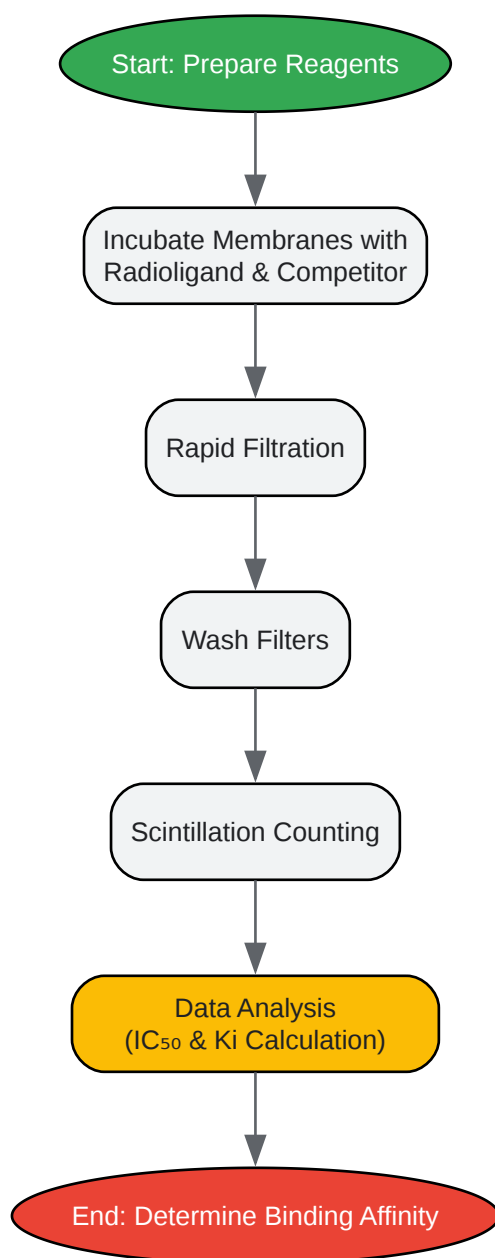 Start: Prepare Reagents
Incubate Membranes with
Radioligand & Competitor
Rapid Filtration
Wash Filters
Scintillation Counting
Data Analysis
(IC₅₀ & Ki Calculation)
End: Determine Binding Affinity